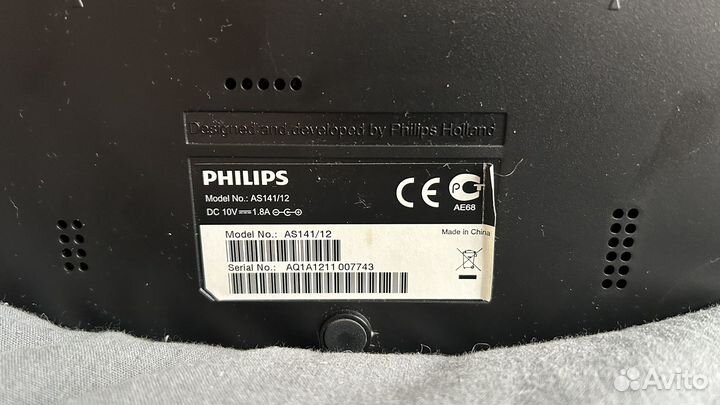 Designed and developed by Philips Holland
PHILIPS
Model No.: AS141/12
DC 10V ⎓ 1.8A
CE
PCT
AE68
Made in China
Model No.: AS141/12
Serial No.: AQ1A1211 007743
Avito